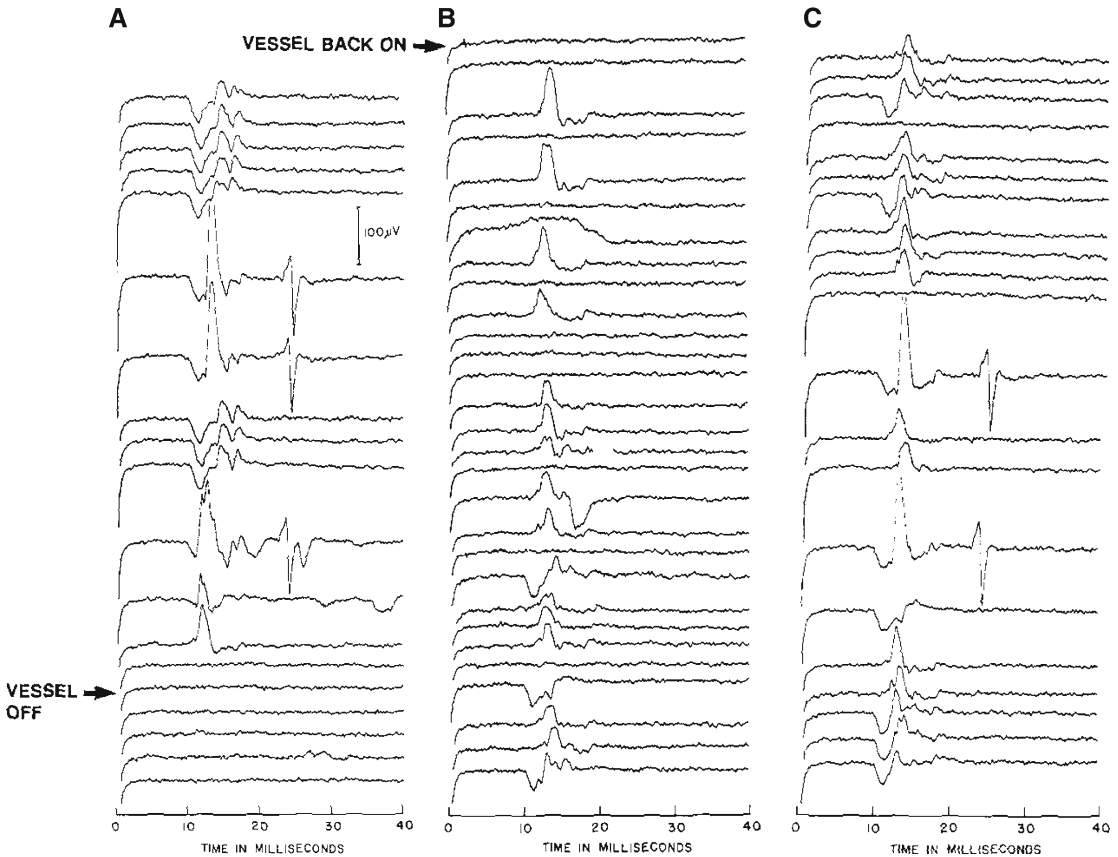 A
B
C
VESSEL BACK ON
100µV
VESSEL
OFF
0 10 20 30 40
0 10 20 30 40
0 10 20 30 40
TIME IN MILLISECONDS
TIME IN MILLISECONDS
TIME IN MILLISECONDS